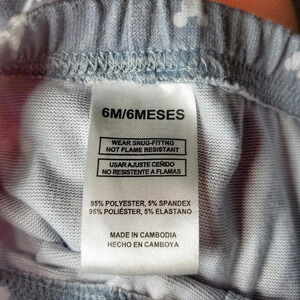 6M/6MESES
WEAR SNUG-FITTNG
NOT FLAME RESISTANT
USAR AJUSTE CEÑIDO
NO RESISTENTE A FLAMAS
95% POLYESTER, 5% SPANDEX
95% POLIÉSTER, 5% ELASTANO
MADE IN CAMBODIA
HECHO EN CAMBOYA